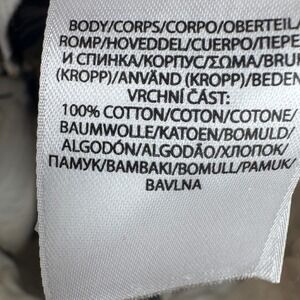 BODY/CORPS/CORPO/OBERTEIL/
ROMP/HOVEDDEL/CUERPO/ПЕРЕ
И СПИНКА/КОРПУС/ΣΩΜΑ/BRUK
(KROPP)/ANVÄND (KROPP)/BEDEN
VRCHNÍ ČÁST:
100% COTTON/COTON/COTONE/
BAUMWOLLE/KATOEN/BOMULD/
ALGODÓN/ALGODÃO/ХЛОПОК/
ПАМУК/ΒΑΜΒΑΚΙ/BOMULL/PAMUK/
BAVLNA